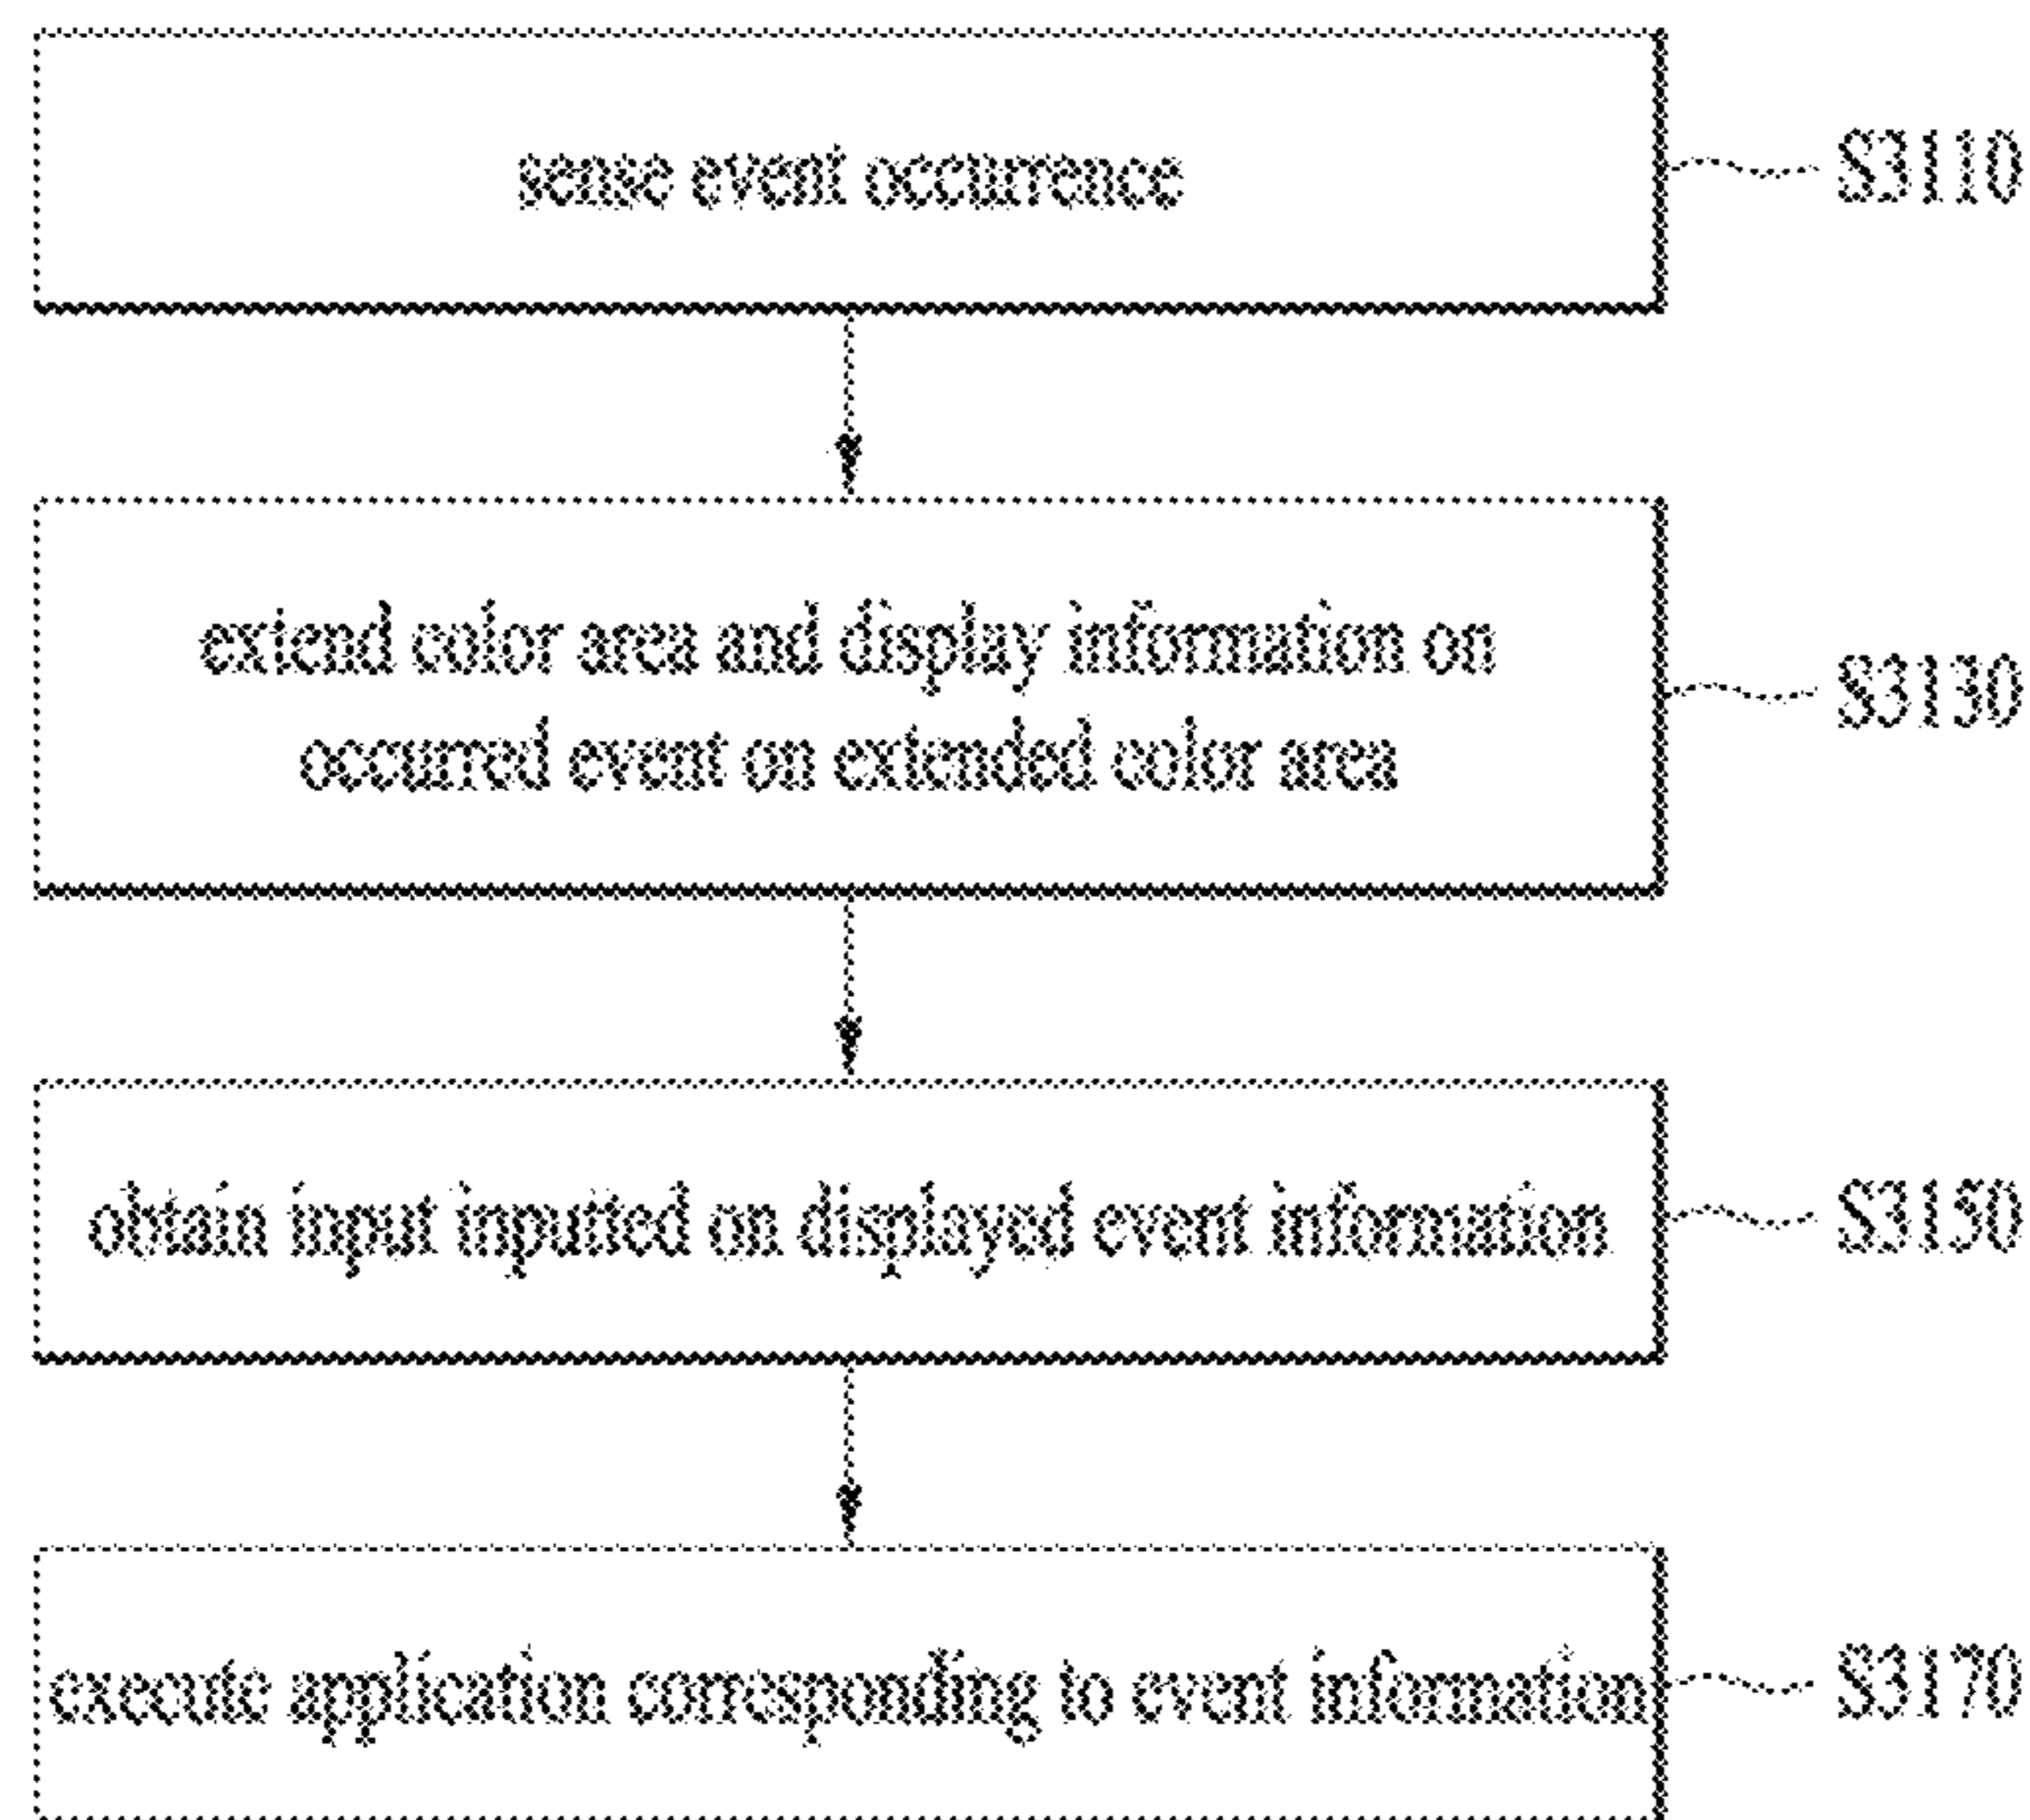 sense event occurrence
S3110
extend color area and display information on
occurred event on extended color area
S3130
obtain input inputted on displayed event information
S3150
execute application corresponding to event information
S3170